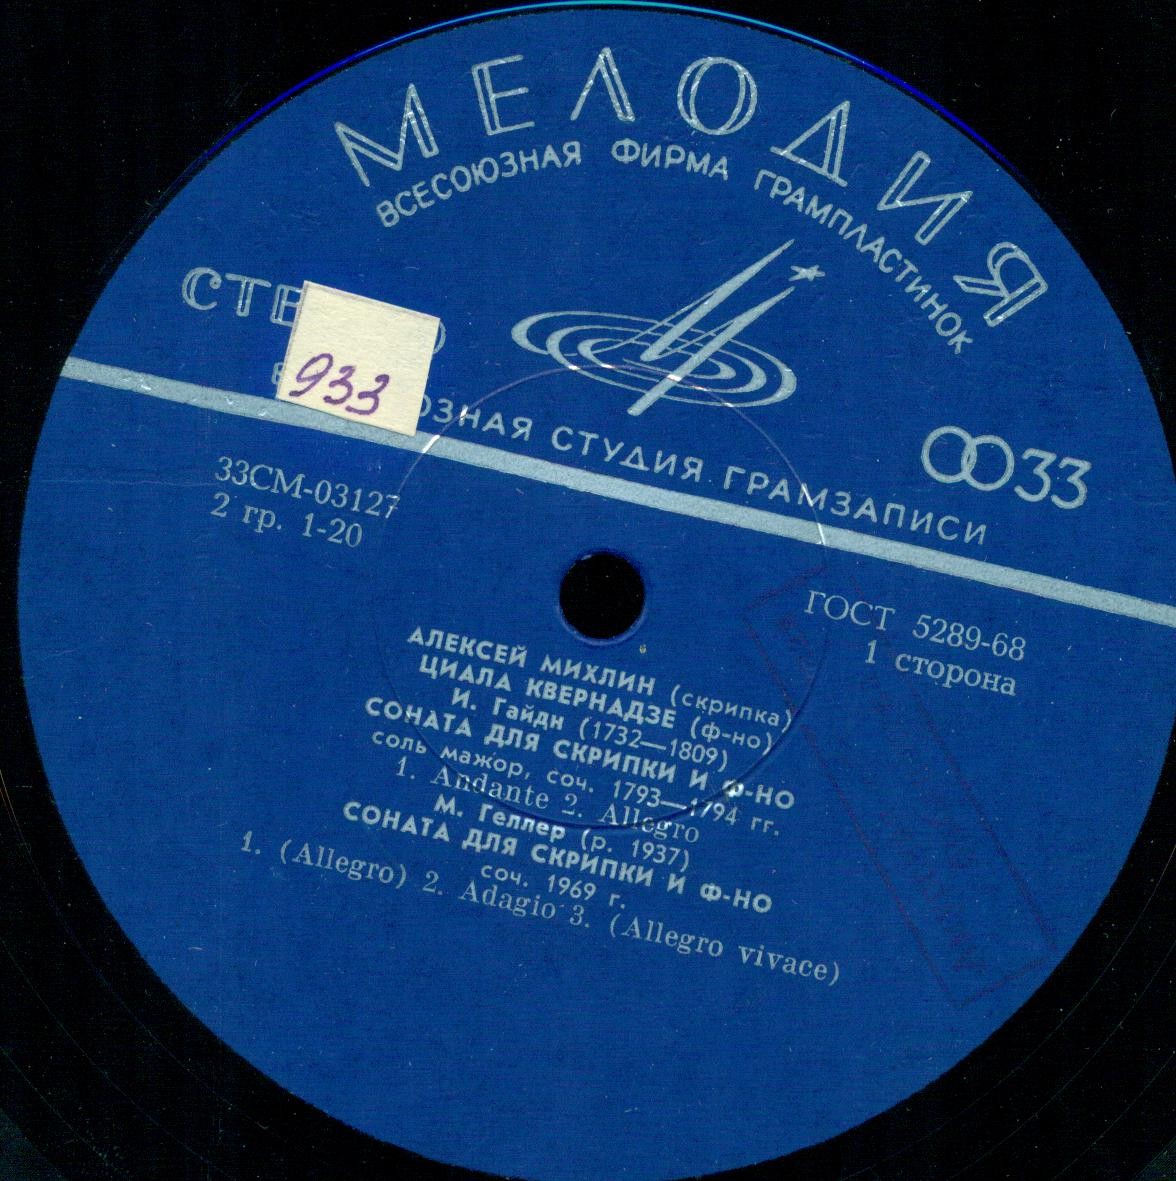 МЕЛОДИЯ
ВСЕСОЮЗНАЯ ФИРМА ГРАМПЛАСТИНОК
СТЕ О
933
ОЗНАЯ СТУДИЯ ГРАМЗАПИСИ
33
33СМ-03127
2 гр. 1-20
ГОСТ 5289-68
1 сторона
АЛЕКСЕЙ МИХЛИН (скрипка)
ЦИАЛА КВЕРНАДЗЕ (ф-но)
И. Гайдн (1732—1809)
СОНАТА ДЛЯ СКРИПКИ И Ф-НО
соль мажор, соч. 1793—1794 гг.
1. Andante 2. Allegro
М. Геллер (р. 1937)
СОНАТА ДЛЯ СКРИПКИ И Ф-НО
соч. 1969 г.
1. (Allegro) 2. Adagio 3. (Allegro vivace)